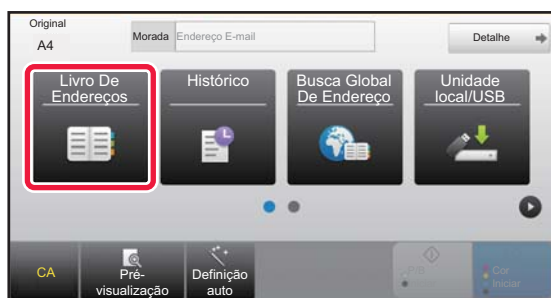 Original
A4
Morada Endereço E-mail
Detalhe
Livro De
Endereços
Histórico
Busca Global
De Endereço
Unidade
local/USB
CA
Pré-
visualização
Definição
auto
P/B
Iniciar
Cor
Iniciar